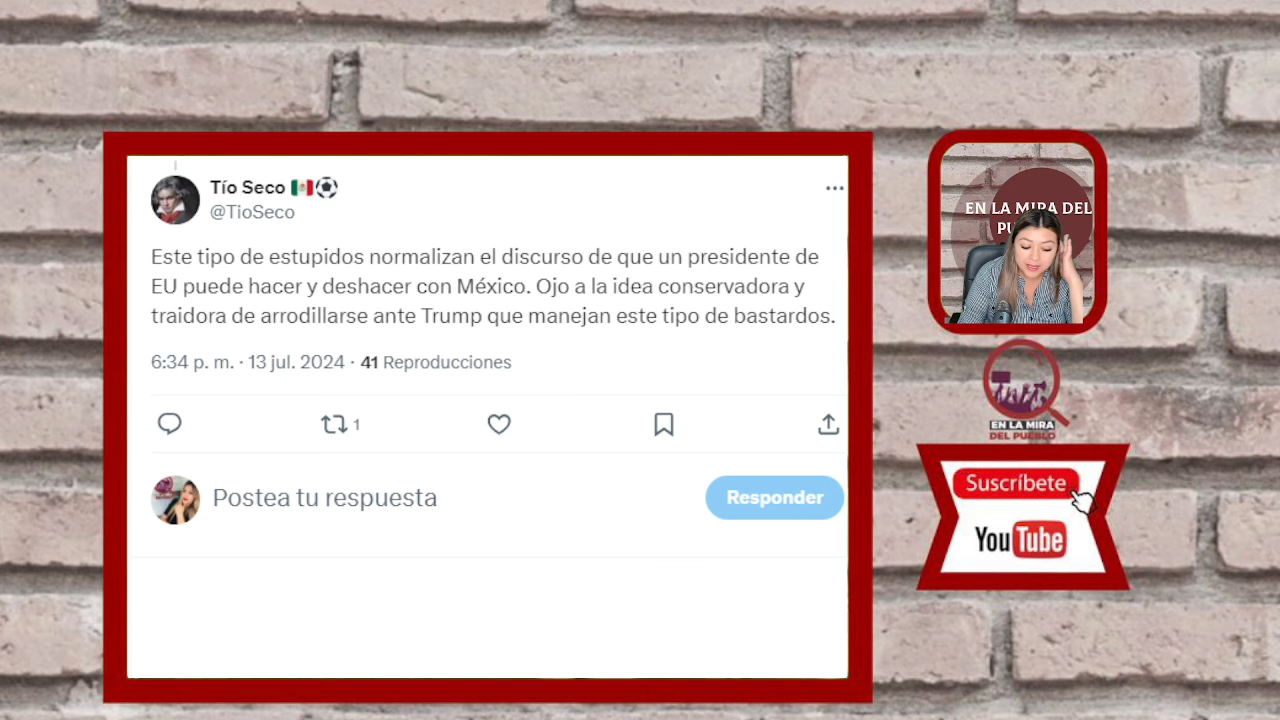 Tío Seco
@TioSeco
Este tipo de estupidos normalizan el discurso de que un presidente de
EU puede hacer y deshacer con México. Ojo a la idea conservadora y
traidora de arrodillarse ante Trump que manejan este tipo de bastardos.
6:34 p. m. · 13 jul. 2024 · 41 Reproducciones
1
Postea tu respuesta
Responder
EN LA MIRA DEL
EN LA MIRA
DEL PUEBLO
Suscríbete
YouTube